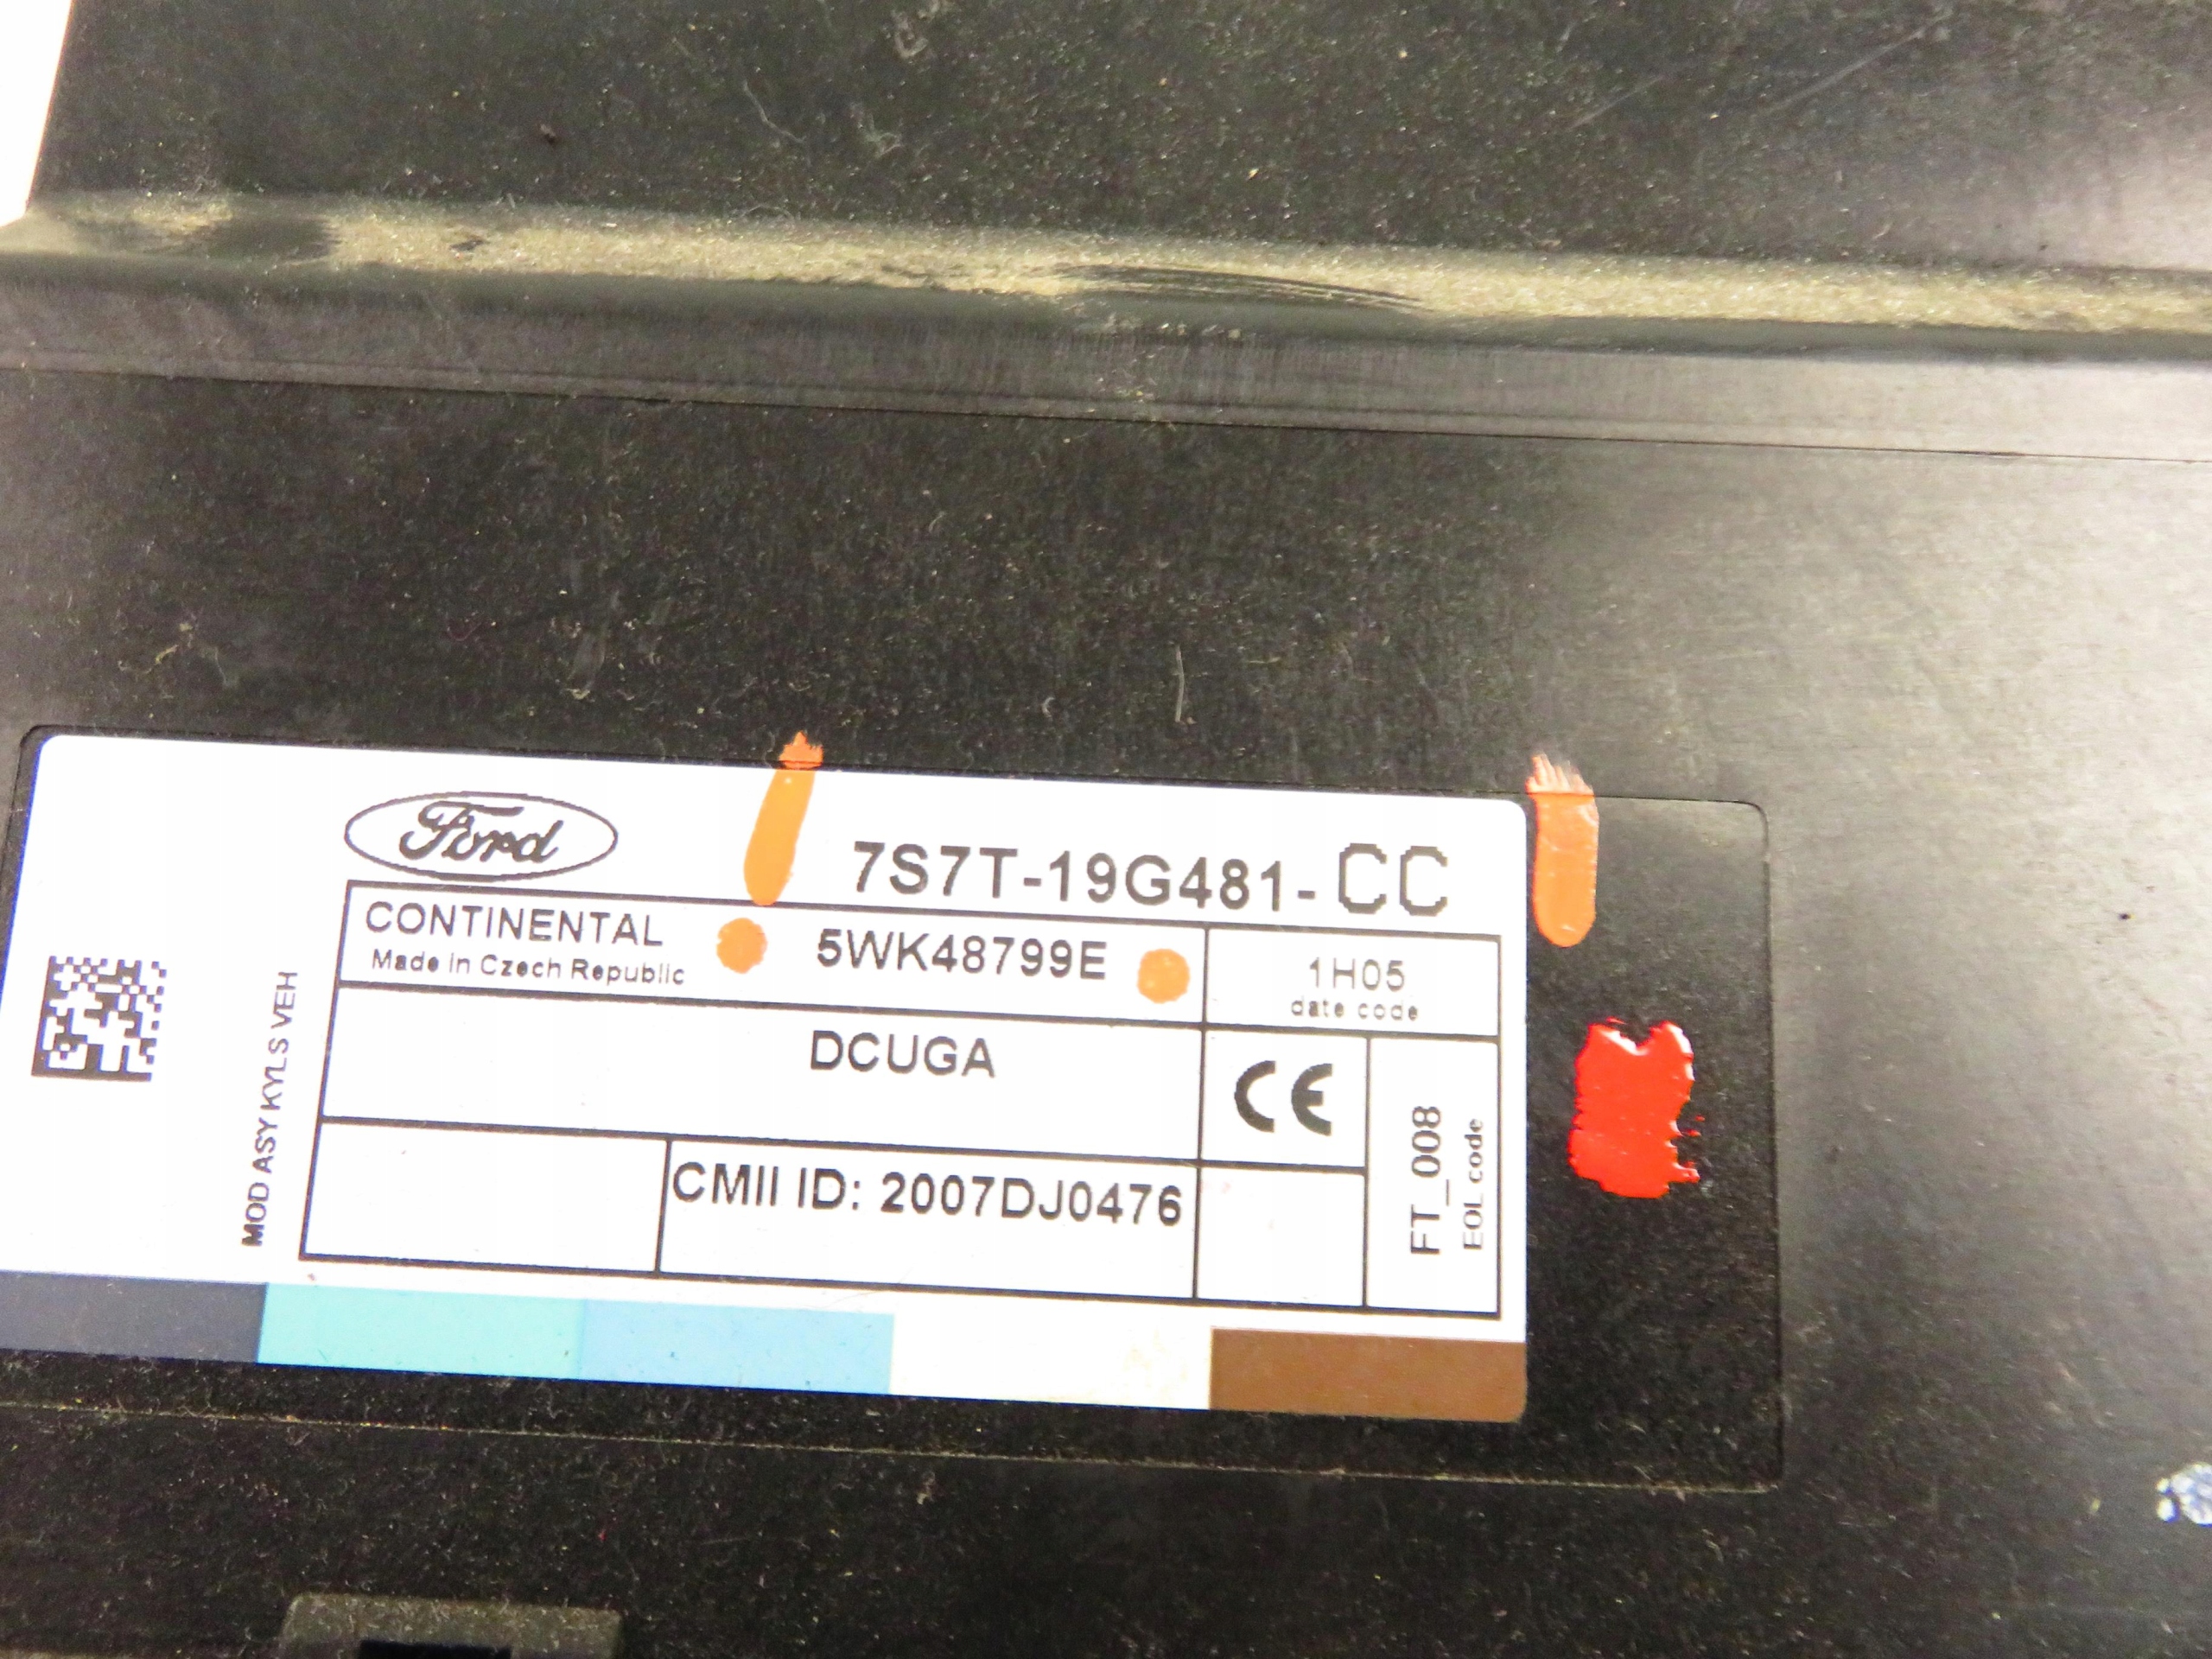 Ford
7S7T-19G481-CC
CONTINENTAL
Made in Czech Republic
5WK48799E
1H05
date code
DCUGA
CE
CMII ID: 2007DJ0476
FT_008
EOL code
MOD ASY KYLS VEH